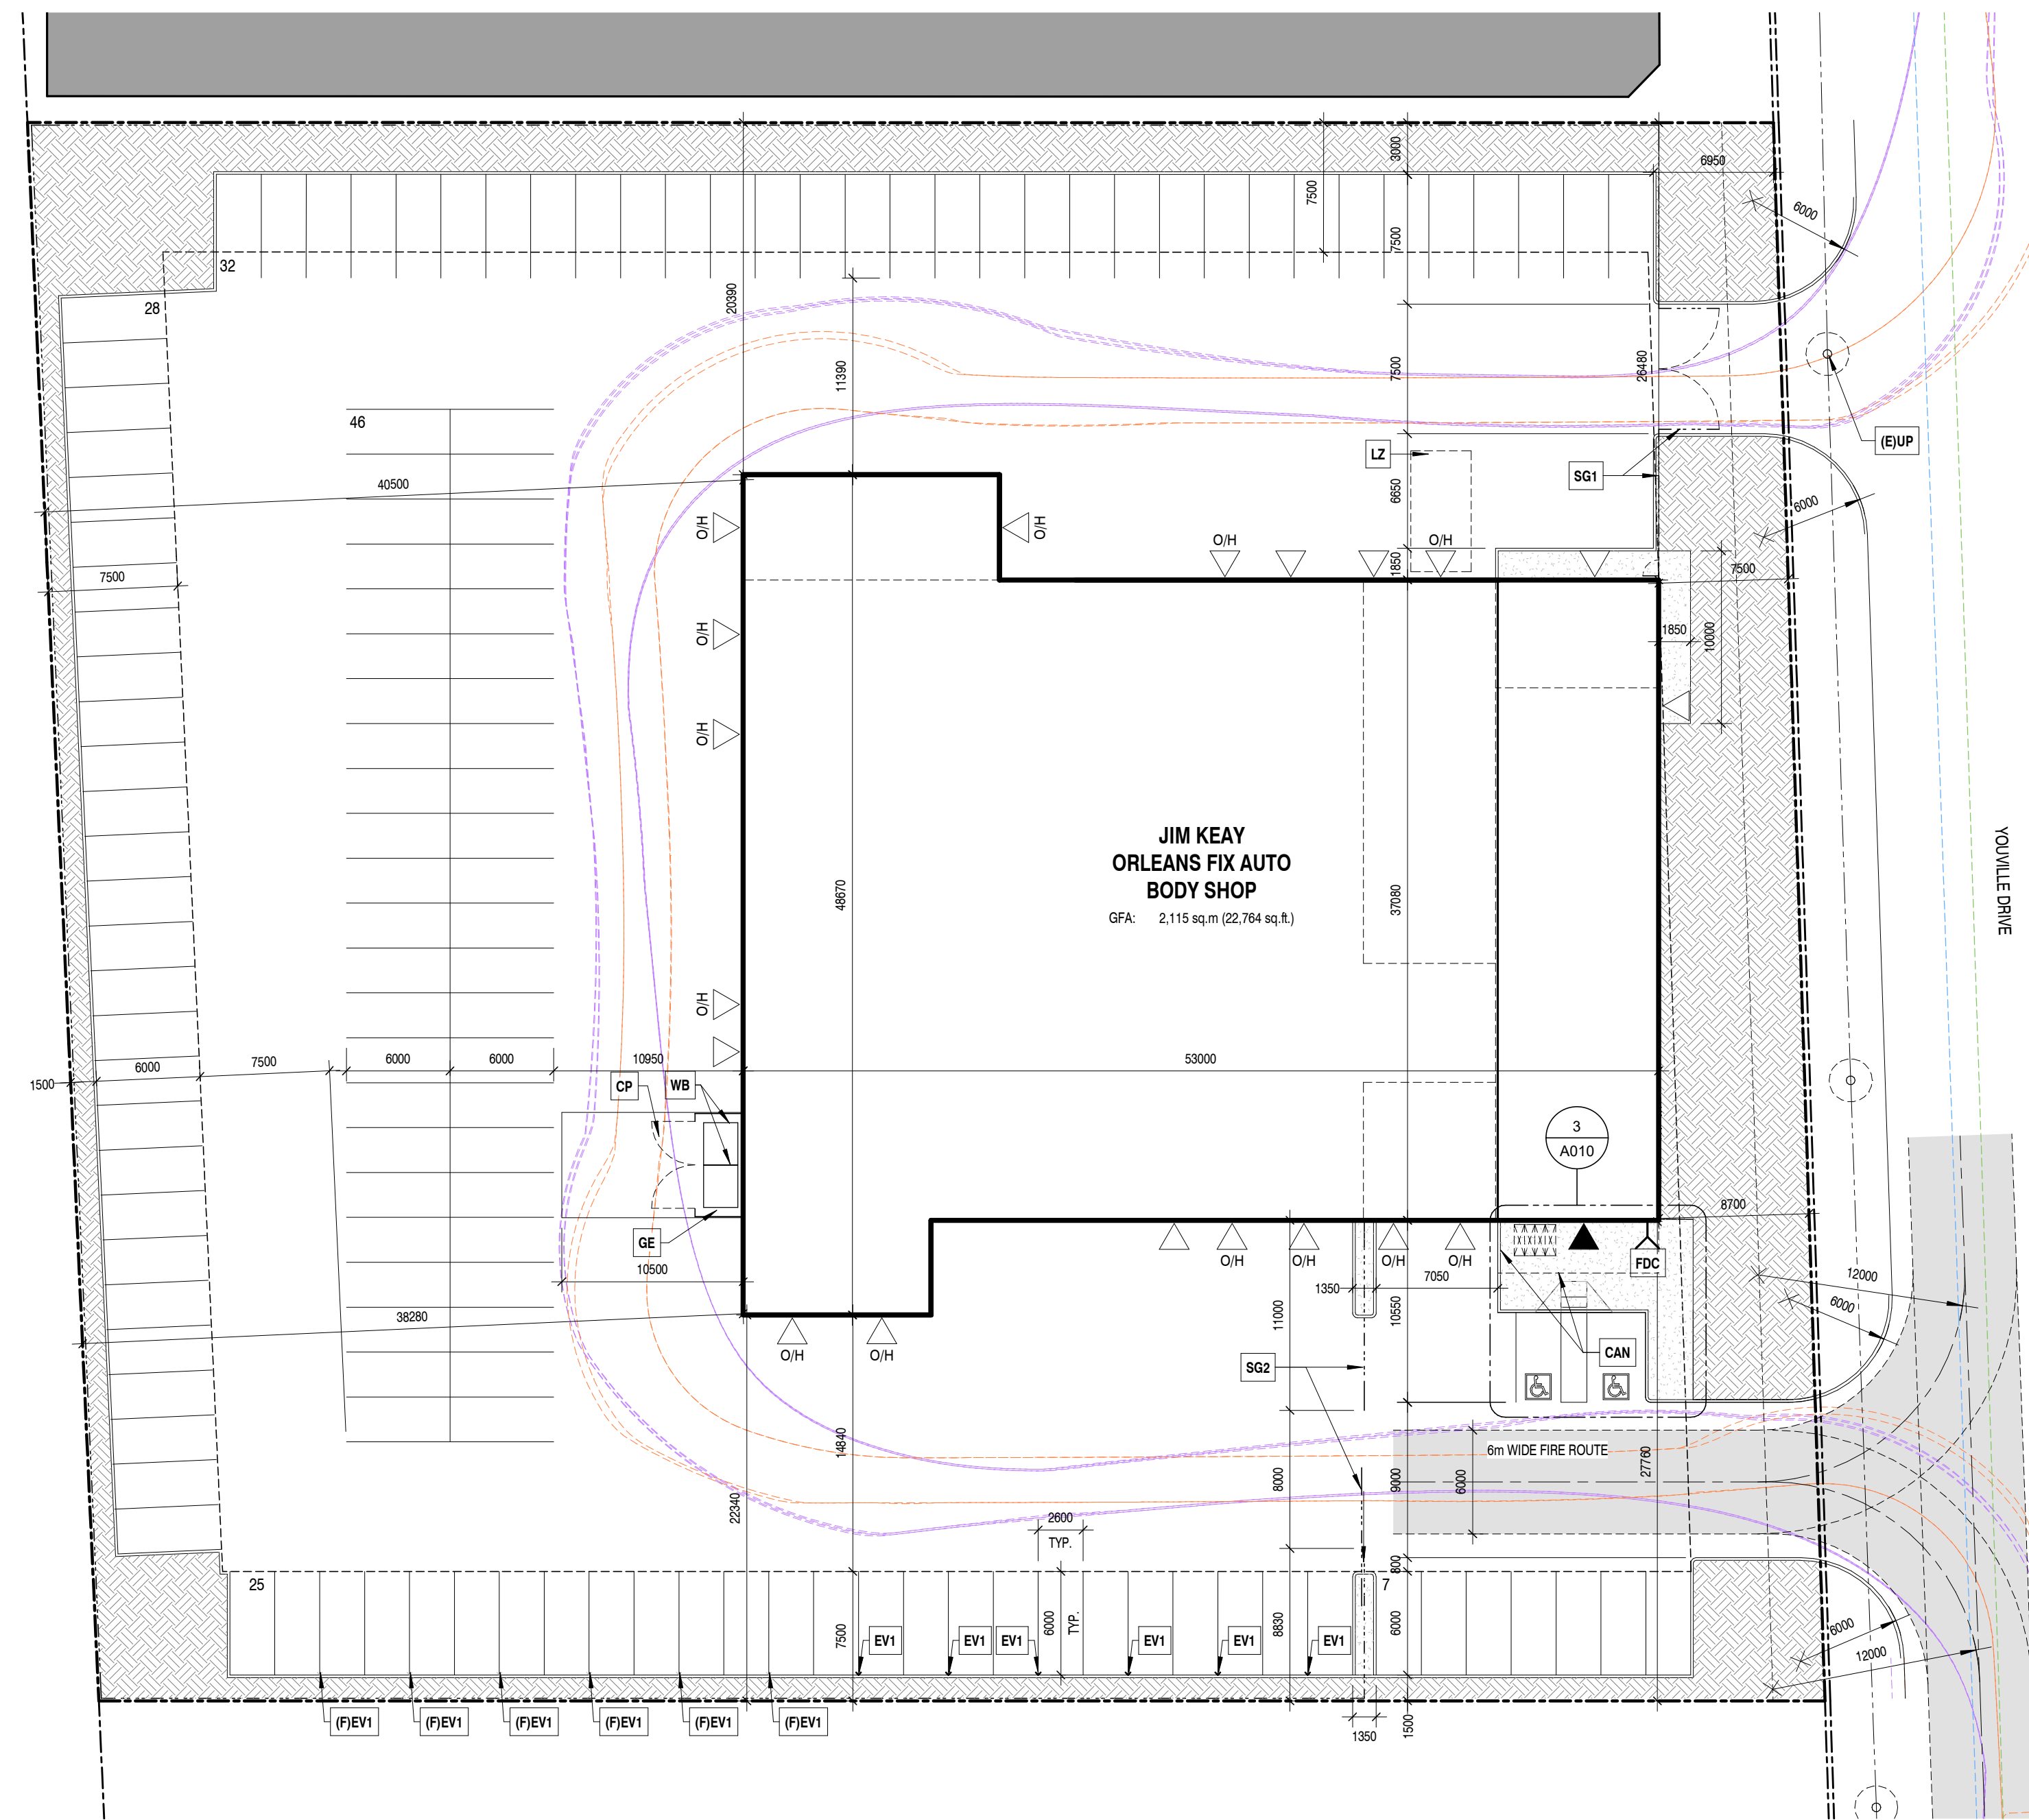 3000
6950
7500
6000
7500
32
28
20390
11390
7500
26480
46
(E)UP
LZ
SG1
40500
6650
6000
O/H
O/H
O/H
O/H
1850
7500
7500
1850
10000
O/H
O/H
JIM KEAY
ORLEANS FIX AUTO
BODY SHOP
GFA: 2,115 sq.m (22,764 sq.ft.)
YOUVILLE DRIVE
48670
37080
O/H
1500
6000
7500
6000
6000
10950
53000
CP
WB
3
A010
GE
10500
8700
FDC
O/H
O/H
O/H
O/H
1350
7050
12000
6000
38280
11000
10550
O/H
O/H
SG2
CAN
14840
22340
8000
9000
6000
6m WIDE FIRE ROUTE
27760
2600
TYP.
800
25
7
7500
6000
TYP.
8830
6000
EV1
EV1
EV1
EV1
EV1
EV1
6000
12000
(F)EV1
(F)EV1
(F)EV1
(F)EV1
(F)EV1
(F)EV1
1350
1500